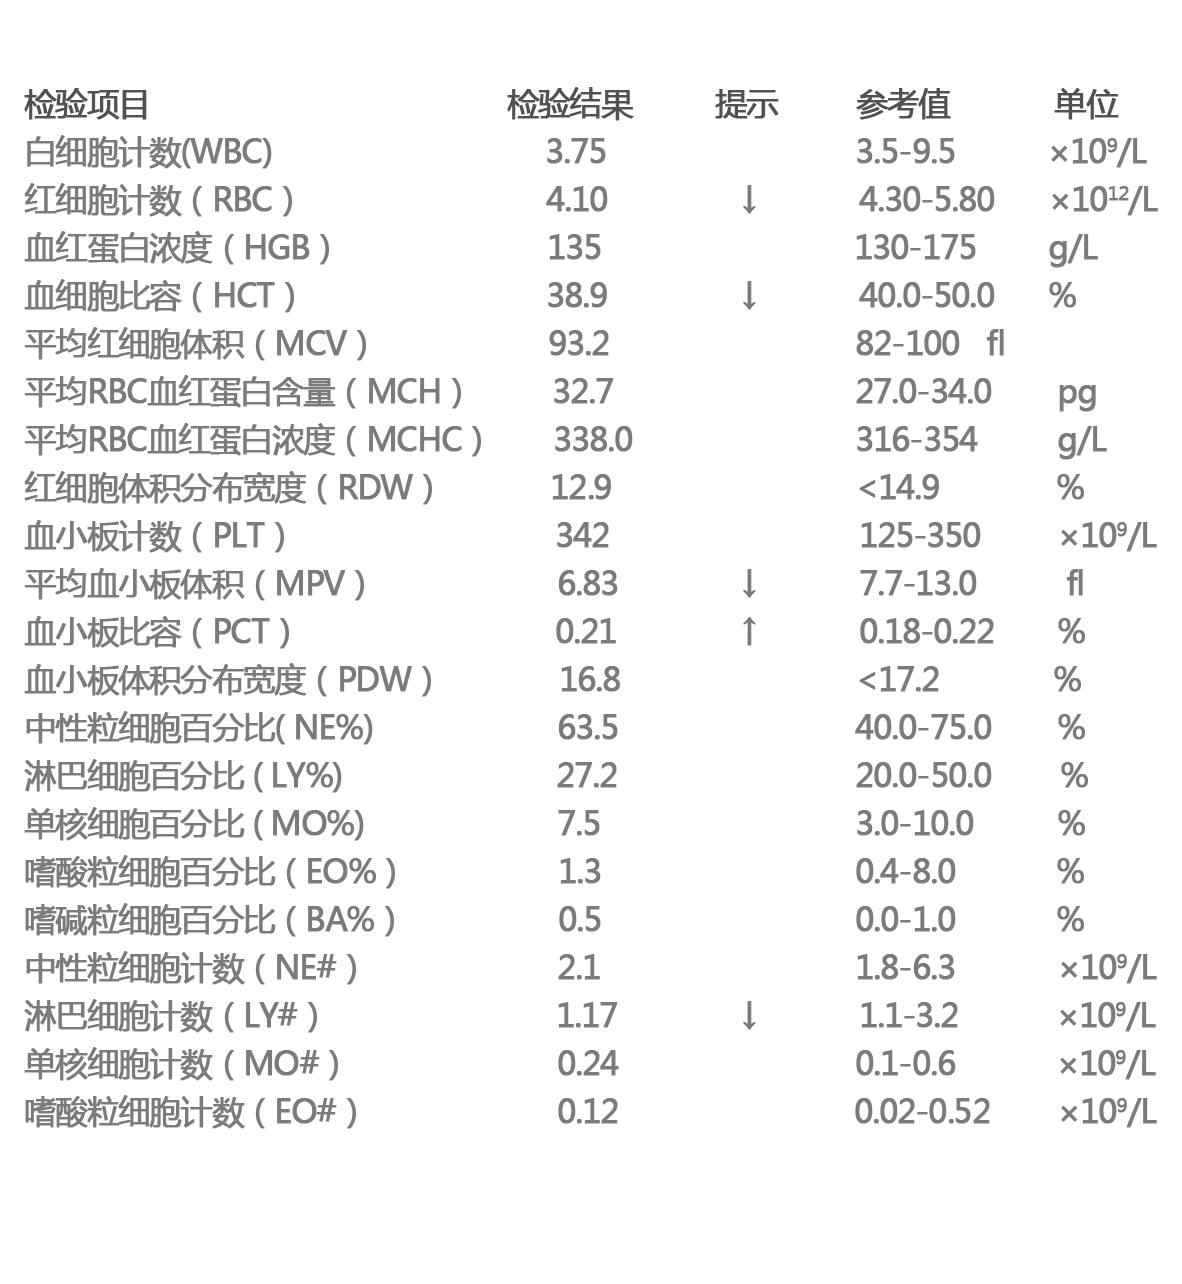 检验项目 检验结果 提示 参考值 单位
白细胞计数(WBC) 3.75 3.5-9.5 ×10⁹/L
红细胞计数（RBC） 4.10 ↓ 4.30-5.80 ×10¹²/L
血红蛋白浓度（HGB） 135 130-175 g/L
血细胞比容（HCT） 38.9 ↓ 40.0-50.0 %
平均红细胞体积（MCV） 93.2 82-100 fl
平均RBC血红蛋白含量（MCH） 32.7 27.0-34.0 pg
平均RBC血红蛋白浓度（MCHC） 338.0 316-354 g/L
红细胞体积分布宽度（RDW） 12.9 <14.9 %
血小板计数（PLT） 342 125-350 ×10⁹/L
平均血小板体积（MPV） 6.83 ↓ 7.7-13.0 fl
血小板比容（PCT） 0.21 ↑ 0.18-0.22 %
血小板体积分布宽度（PDW） 16.8 <17.2 %
中性粒细胞百分比( NE%) 63.5 40.0-75.0 %
淋巴细胞百分比 ( LY%) 27.2 20.0-50.0 %
单核细胞百分比 ( MO%) 7.5 3.0-10.0 %
嗜酸粒细胞百分比（EO%） 1.3 0.4-8.0 %
嗜碱粒细胞百分比（BA%） 0.5 0.0-1.0 %
中性粒细胞计数（NE#） 2.1 1.8-6.3 ×10⁹/L
淋巴细胞计数（LY#） 1.17 ↓ 1.1-3.2 ×10⁹/L
单核细胞计数（MO#） 0.24 0.1-0.6 ×10⁹/L
嗜酸粒细胞计数（EO#） 0.12 0.02-0.52 ×10⁹/L